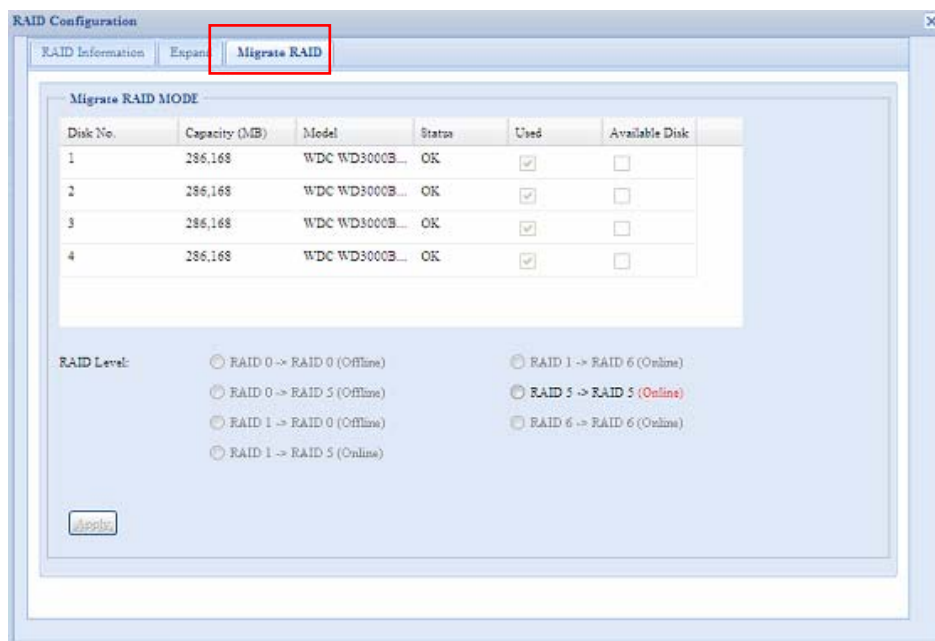 RAID Configuration
RAID Information Expand Migrate RAID
Migrate RAID MODE
Disk No. Capacity (MB) Model Status Used Available Disk
1 286,168 WDC WD3000B... OK
2 286,168 WDC WD3000B... OK
3 286,168 WDC WD3000B... OK
4 286,168 WDC WD3000B... OK
RAID Level: RAID 0 -> RAID 0 (Offline) RAID 1 -> RAID 6 (Online)
RAID 0 -> RAID 5 (Offline) RAID 5 -> RAID 5 (Online)
RAID 1 -> RAID 0 (Offline) RAID 6 -> RAID 6 (Online)
RAID 1 -> RAID 5 (Online)
Apply